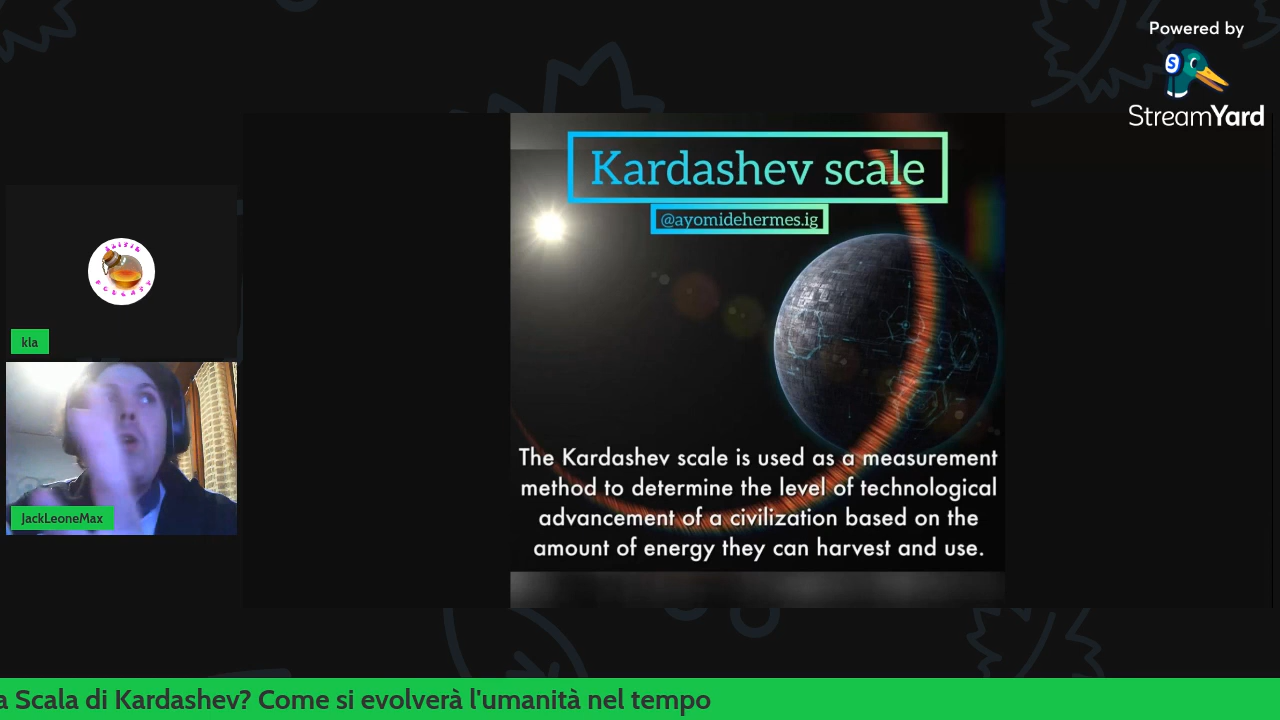 Powered by
StreamYard
Kardashev scale
@ayomidehermes.ig
The Kardashev scale is used as a measurement
method to determine the level of technological
advancement of a civilization based on the
amount of energy they can harvest and use.
kla
JackLeoneMax
a Scala di Kardashev? Come si evolverà l'umanità nel tempo